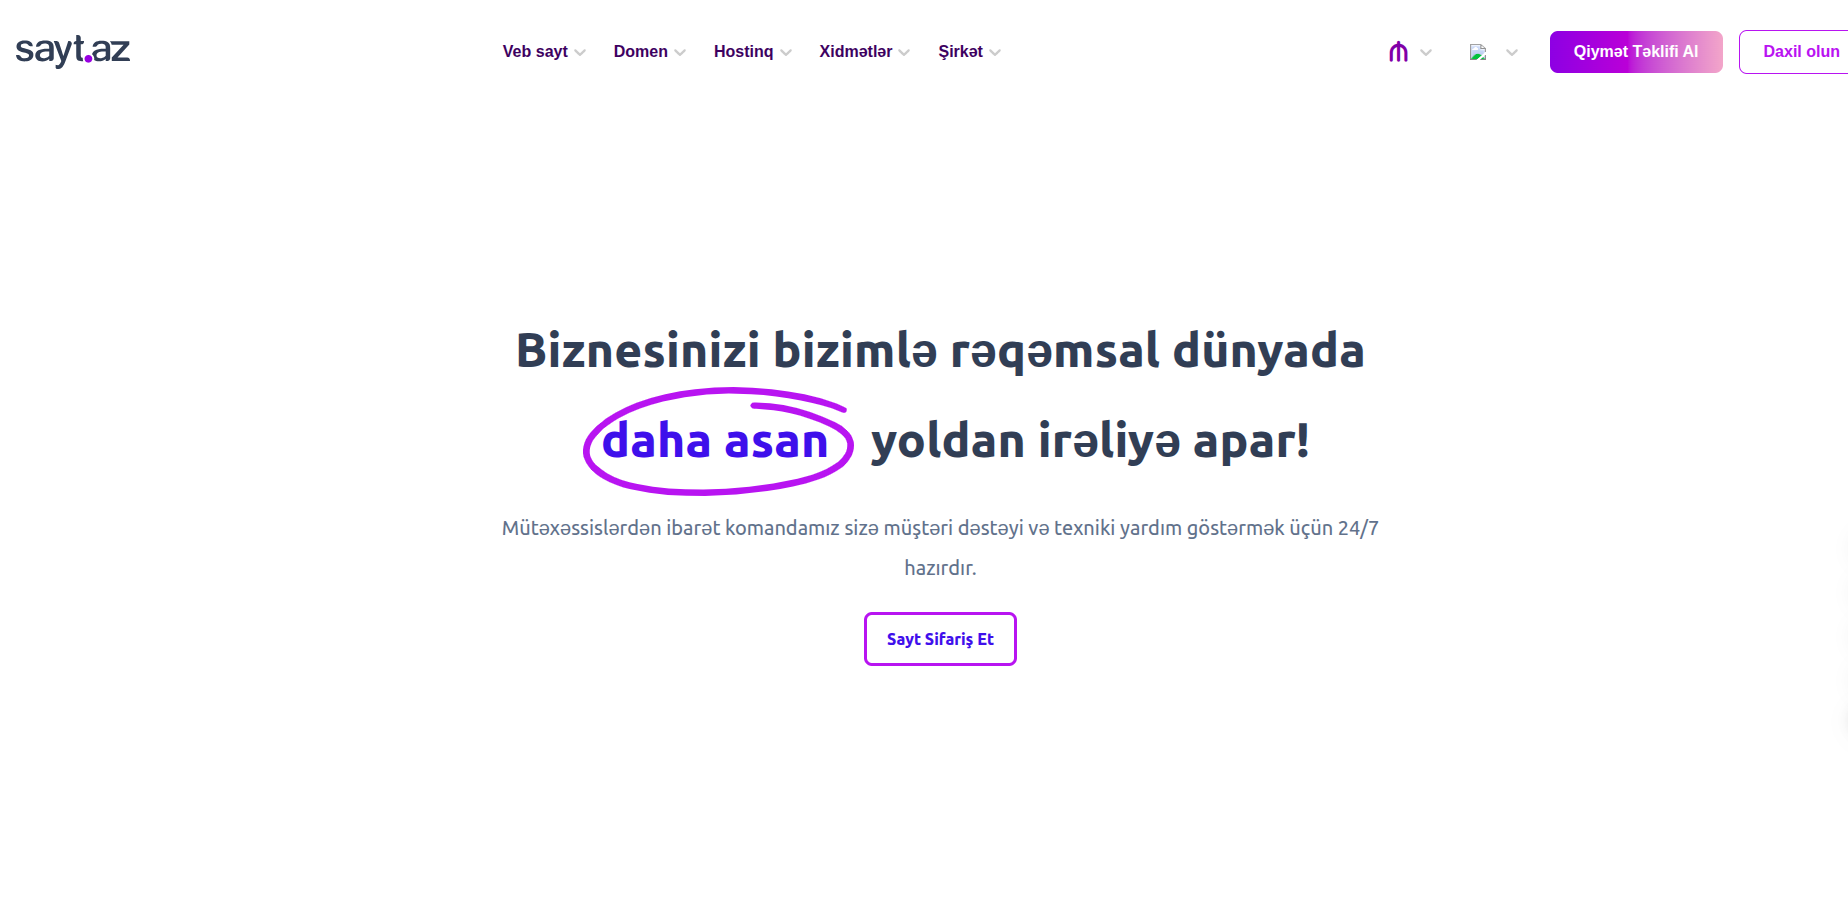 sayt.az
Veb sayt Domen Hostinq Xidmətlər Şirkət ₼ Qiymət Təklifi Al Daxil olun
Biznesinizi bizimlə rəqəmsal dünyada
daha asan yoldan irəliyə apar!
Mütəxəssislərdən ibarət komandamız sizə müştəri dəstəyi və texniki yardım göstərmək üçün 24/7
hazırdır.
Sayt Sifariş Et